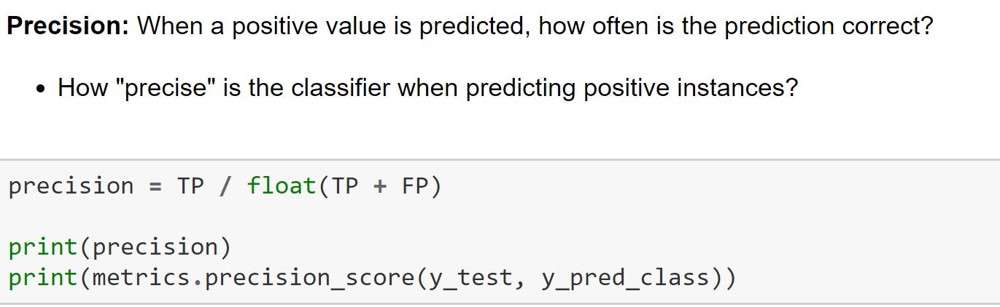 Precision: When a positive value is predicted, how often is the prediction correct?
• How "precise" is the classifier when predicting positive instances?
precision = TP / float(TP + FP)
print(precision)
print(metrics.precision_score(y_test, y_pred_class))